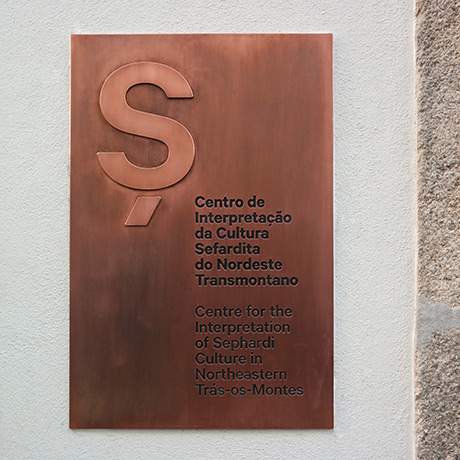 Ș
Centro de
Interpretação
da Cultura
Sefardita
do Nordeste
Transmontano
Centre for the
Interpretation
of Sephardi
Culture in
Northeastern
Trás-os-Montes